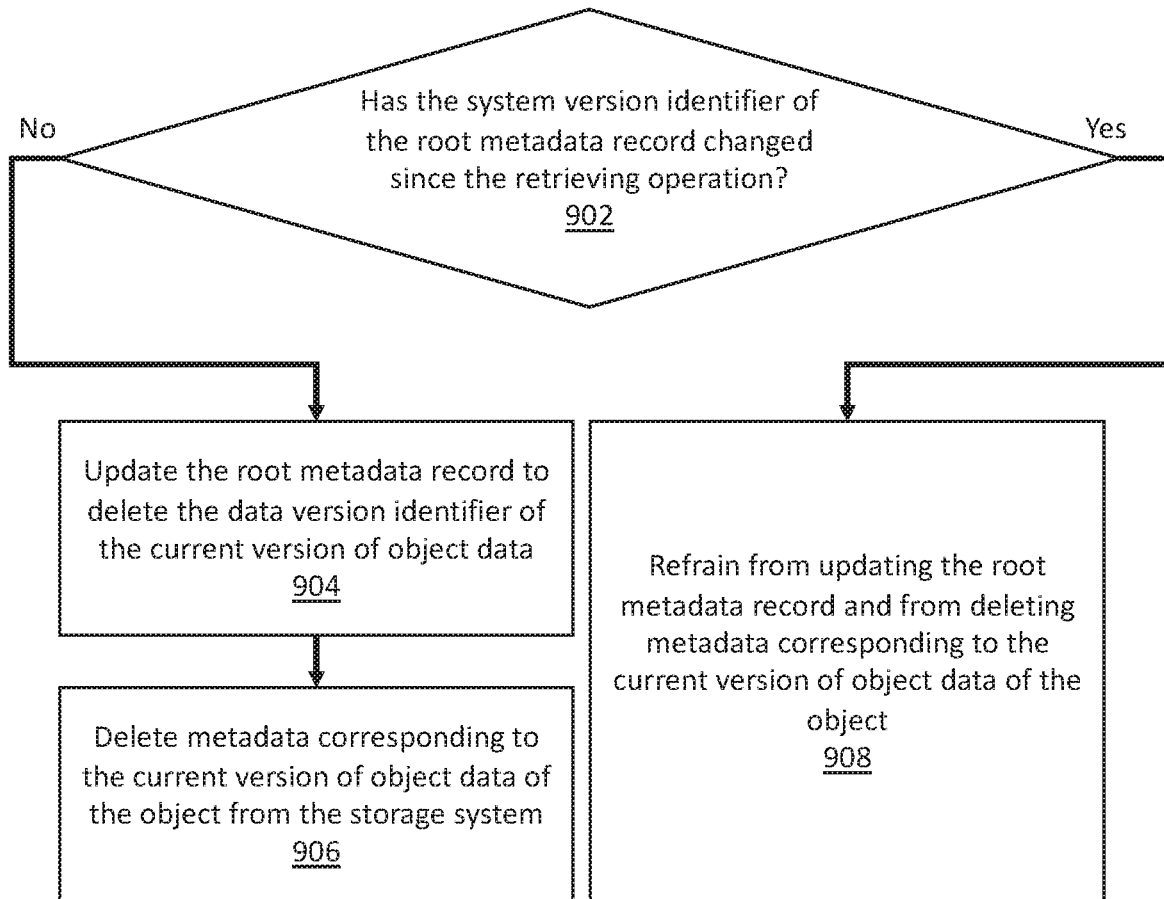 Has the system version identifier of
the root metadata record changed
since the retrieving operation?
902
No
Yes
Update the root metadata record to
delete the data version identifier of
the current version of object data
904
Delete metadata corresponding to
the current version of object data of
the object from the storage system
906
Refrain from updating the root
metadata record and from deleting
metadata corresponding to the
current version of object data of the
object
908